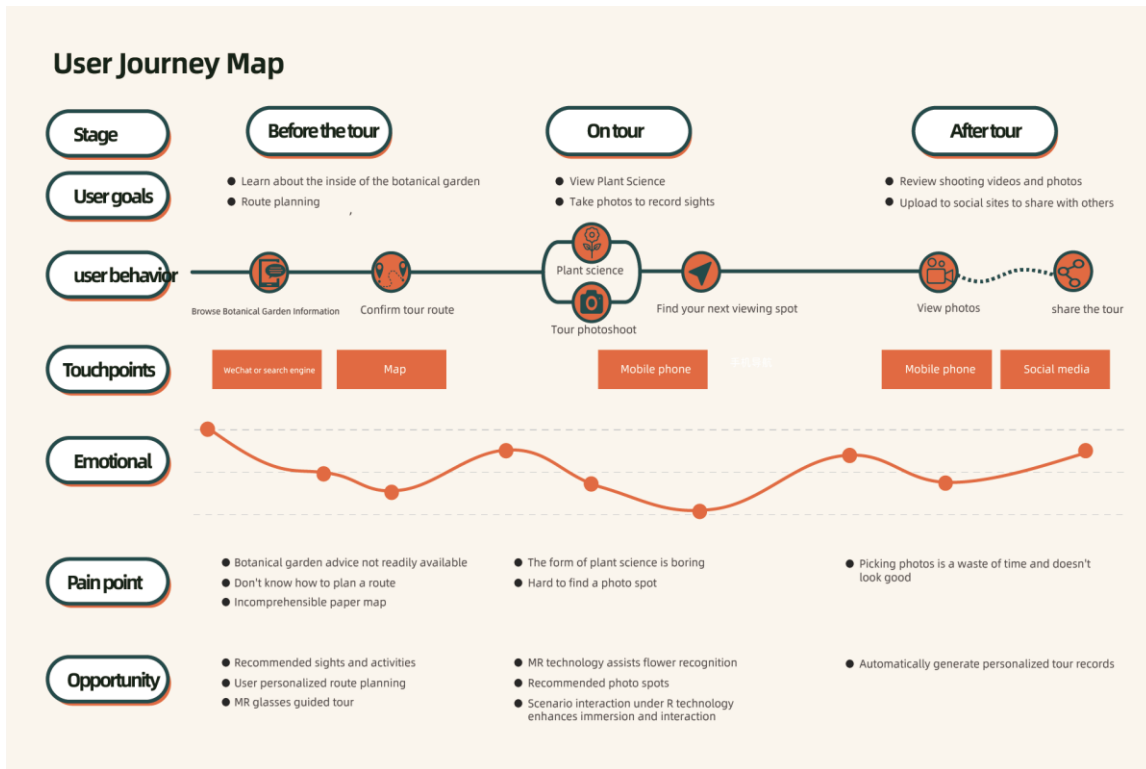 User Journey Map
Stage
Before the tour
On tour
After tour
User goals
Learn about the inside of the botanical garden
Route planning
,
View Plant Science
Take photos to record sights
Review shooting videos and photos
Upload to social sites to share with others
user behavior
Browse Botanical Garden Information
Confirm tour route
Plant science
Tour photoshoot
Find your next viewing spot
View photos
share the tour
Touchpoints
WeChat or search engine
Map
Mobile phone
Mobile phone
Social media
Emotional
Pain point
Botanical garden advice not readily available
Don't know how to plan a route
Incomprehensible paper map
The form of plant science is boring
Hard to find a photo spot
Picking photos is a waste of time and doesn't
look good
Opportunity
Recommended sights and activities
User personalized route planning
MR glasses guided tour
MR technology assists flower recognition
Recommended photo spots
Scenario interaction under R technology
enhances immersion and interaction
Automatically generate personalized tour records